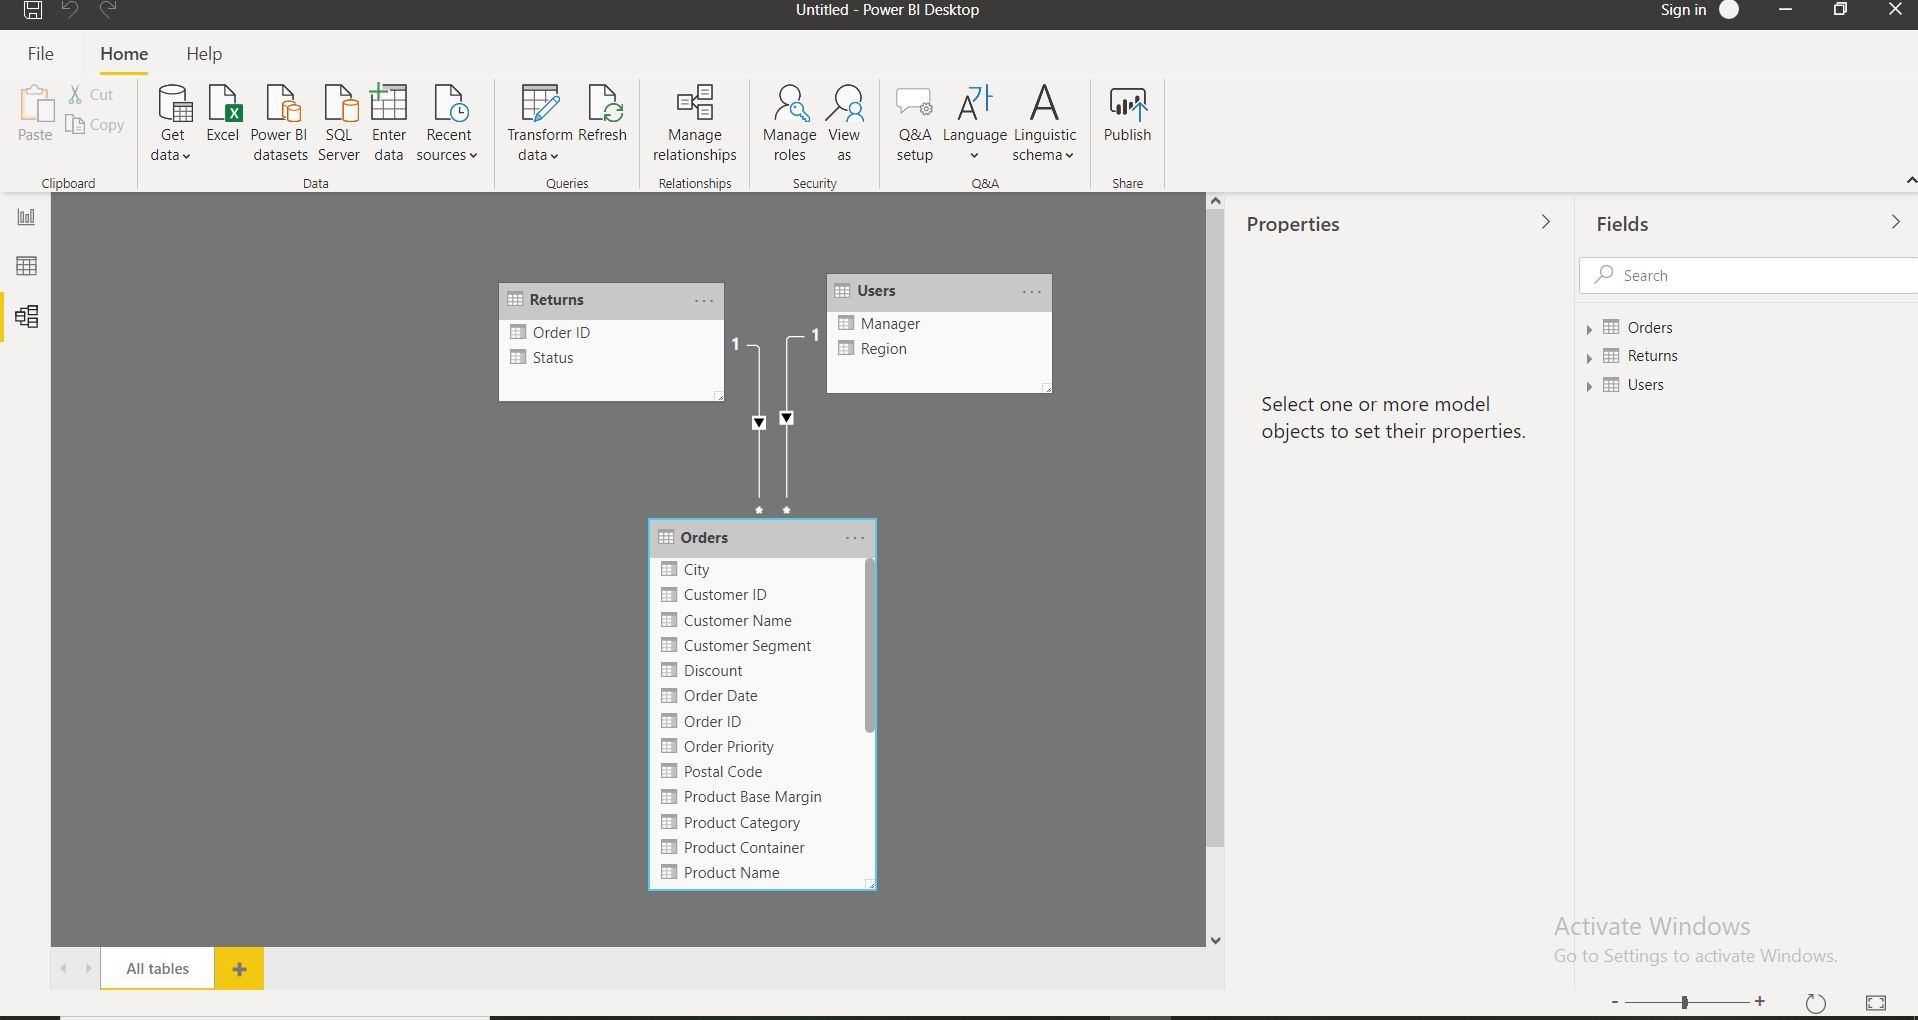 Untitled - Power BI Desktop
Sign in
File
Home
Help
Paste
Cut
Copy
Clipboard
Get data
Excel
Power BI datasets
SQL Server
Enter data
Recent sources
Data
Transform data
Refresh
Queries
Manage relationships
Relationships
Manage roles
View as
Security
Q&A setup
Language
Linguistic schema
Q&A
Publish
Share
Returns
Order ID
Status
1
1
Users
Manager
Region
* *
Orders
City
Customer ID
Customer Name
Customer Segment
Discount
Order Date
Order ID
Order Priority
Postal Code
Product Base Margin
Product Category
Product Container
Product Name
Properties
Select one or more model
objects to set their properties.
Fields
Search
Orders
Returns
Users
Activate Windows
Go to Settings to activate Windows.
All tables
+
- +